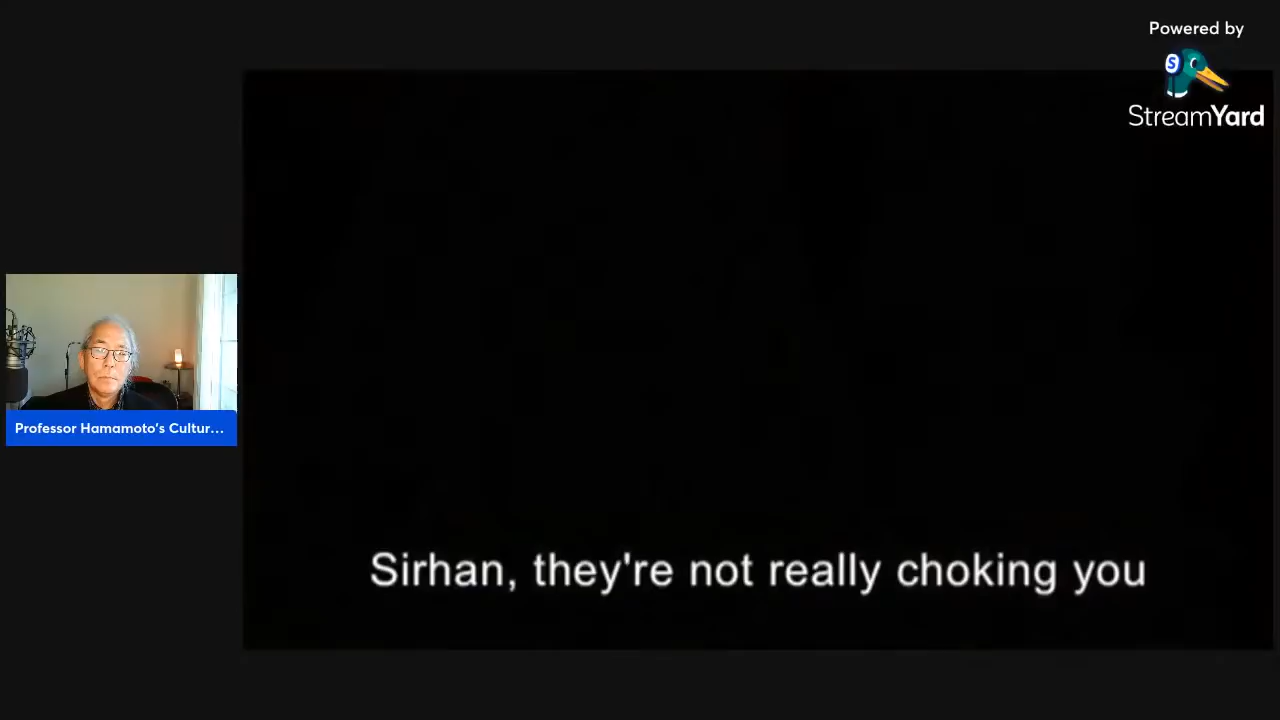 Powered by
StreamYard
Professor Hamamoto's Cultur...
Sirhan, they're not really choking you